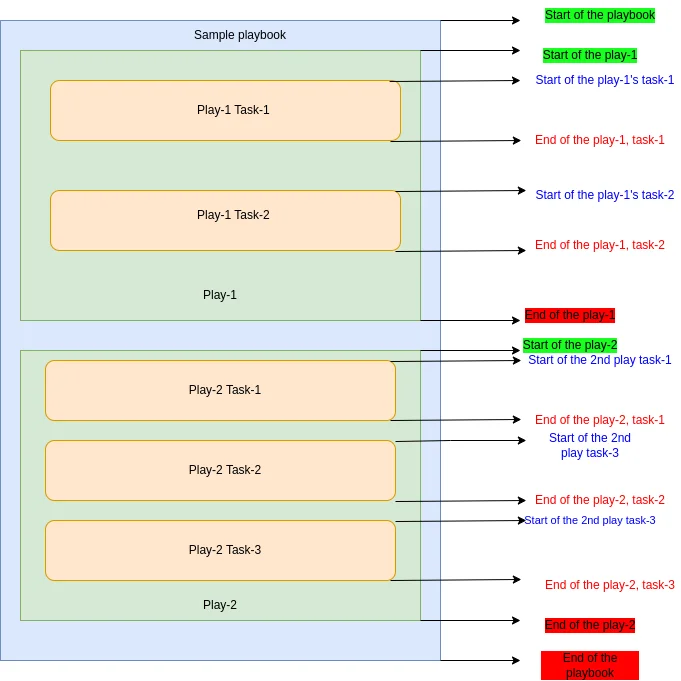 Start of the playbook
Sample playbook
Start of the play-1
Start of the play-1's task-1
Play-1 Task-1
End of the play-1, task-1
Start of the play-1's task-2
Play-1 Task-2
End of the play-1, task-2
Play-1
End of the play-1
Start of the play-2
Start of the 2nd play task-1
Play-2 Task-1
End of the play-2, task-1
Start of the 2nd
play task-3
Play-2 Task-2
End of the play-2, task-2
Start of the 2nd play task-3
Play-2 Task-3
End of the play-2, task-3
Play-2
End of the play-2
End of the
playbook